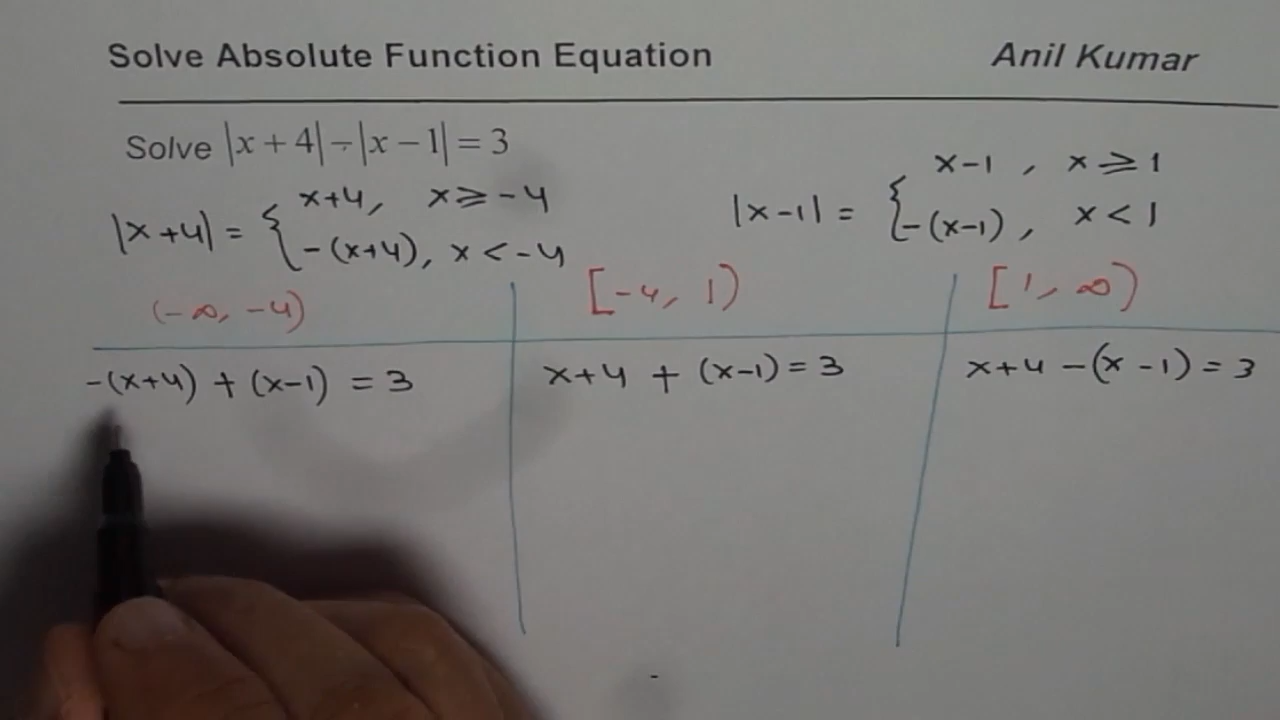 Solve Absolute Function Equation Anil Kumar
Solve |x + 4| − |x − 1| = 3
|x+4| = { x+4, x ≥ -4
-(x+4), x < -4
|x-1| = { x-1, x ≥ 1
-(x-1), x < 1
(-∞, -4) [-4, 1) [1, ∞)
-(x+4) + (x-1) = 3 x+4 + (x-1) = 3 x+4 - (x-1) = 3